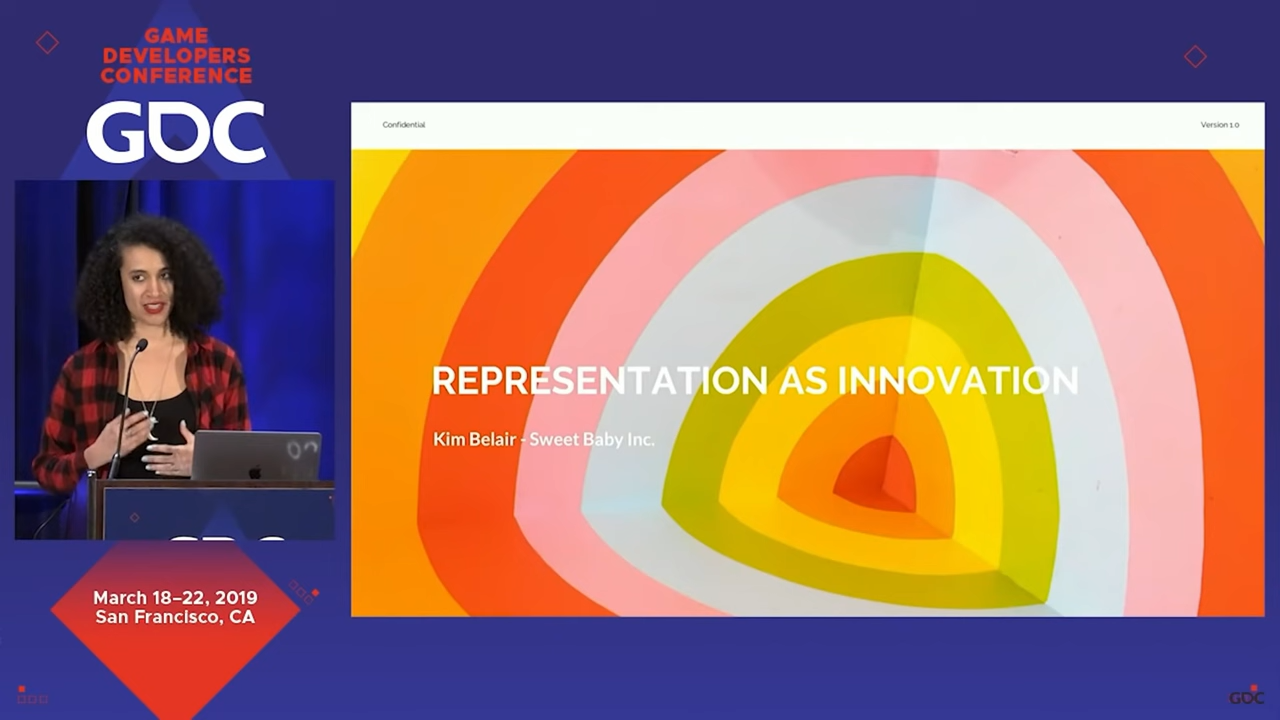 GAME
DEVELOPERS
CONFERENCE
GDC
Confidential
Version 1.0
REPRESENTATION AS INNOVATION
Kim Belair - Sweet Baby Inc.
March 18–22, 2019
San Francisco, CA
GDC